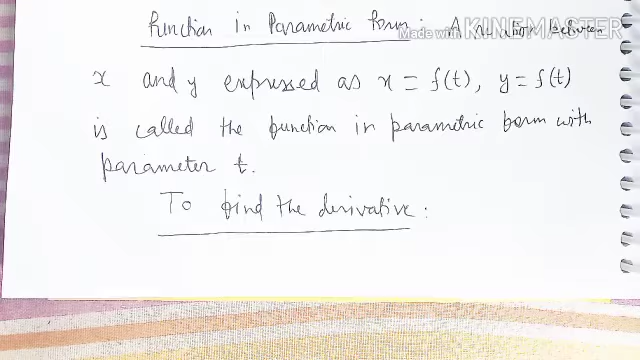 Function in Parametric Form: A relation between
Made with KINEMASTER
x and y expressed as x = f(t), y = f(t)
is called the function in parametric form with
parameter t.
To find the derivative: